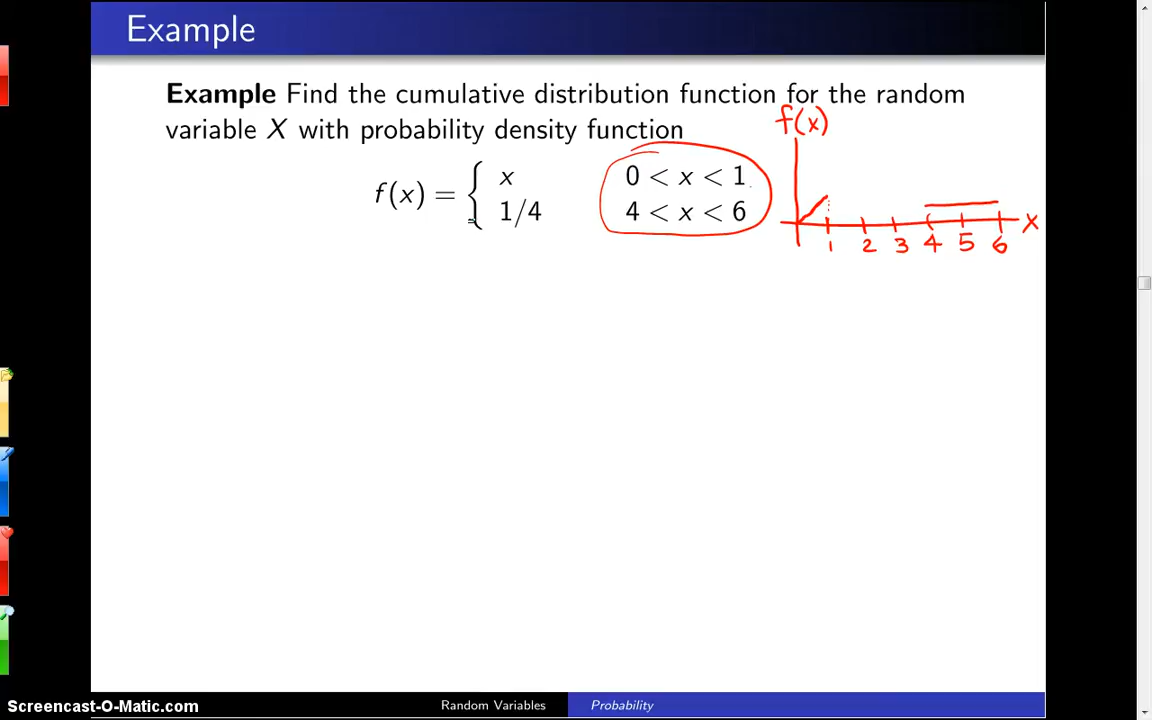 Example
Example Find the cumulative distribution function for the random
variable X with probability density function
f(x)
f(x) = { x 0 < x < 1
1/4 4 < x < 6
x
1 2 3 4 5 6
Screencast-O-Matic.com
Random Variables Probability